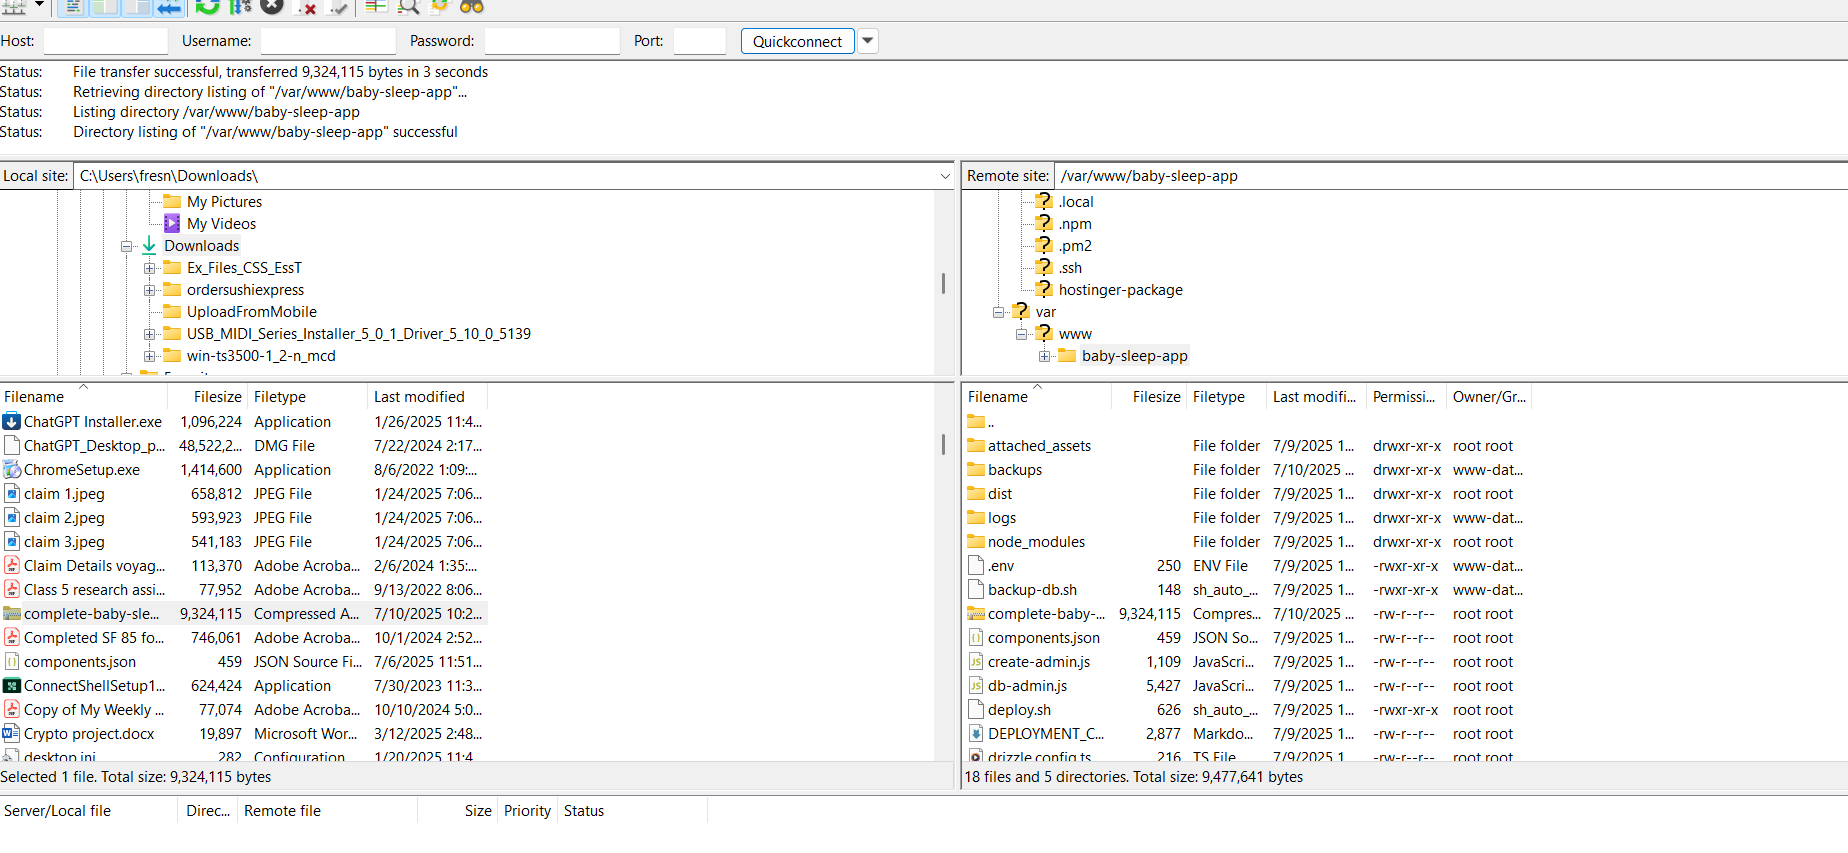 Host: Username: Password: Port: Quickconnect
Status: File transfer successful, transferred 9,324,115 bytes in 3 seconds
Status: Retrieving directory listing of "/var/www/baby-sleep-app"...
Status: Listing directory /var/www/baby-sleep-app
Status: Directory listing of "/var/www/baby-sleep-app" successful
Local site: C:\Users\fresn\Downloads\
My Pictures
My Videos
Downloads
Ex_Files_CSS_EssT
ordersushiexpress
UploadFromMobile
USB_MIDI_Series_Installer_5_0_1_Driver_5_10_0_5139
win-ts3500-1_2-n_mcd
Filename Filesize Filetype Last modified
ChatGPT Installer.exe 1,096,224 Application 1/26/2025 11:4...
ChatGPT_Desktop_p... 48,522,2... DMG File 7/22/2024 2:17...
ChromeSetup.exe 1,414,600 Application 8/6/2022 1:09:...
claim 1.jpeg 658,812 JPEG File 1/24/2025 7:06...
claim 2.jpeg 593,923 JPEG File 1/24/2025 7:06...
claim 3.jpeg 541,183 JPEG File 1/24/2025 7:06...
Claim Details voyag... 113,370 Adobe Acroba... 2/6/2024 1:35:...
Class 5 research assi... 77,952 Adobe Acroba... 9/13/2022 8:06...
complete-baby-sle... 9,324,115 Compressed A... 7/10/2025 10:2...
Completed SF 85 fo... 746,061 Adobe Acroba... 10/1/2024 2:52...
components.json 459 JSON Source Fi... 7/6/2025 11:51...
ConnectShellSetup1... 624,424 Application 7/30/2023 11:3...
Copy of My Weekly ... 77,074 Adobe Acroba... 10/10/2024 5:0...
Crypto project.docx 19,897 Microsoft Wor... 3/12/2025 2:48...
desktop.ini 282 Configuration 1/20/2025 11:4
Selected 1 file. Total size: 9,324,115 bytes
Remote site: /var/www/baby-sleep-app
.local
.npm
.pm2
.ssh
hostinger-package
var
www
baby-sleep-app
Filename Filesize Filetype Last modifi... Permissi... Owner/Gr...
..
attached_assets File folder 7/9/2025 1... drwxr-xr-x root root
backups File folder 7/10/2025 ... drwxr-xr-x www-dat...
dist File folder 7/9/2025 1... drwxr-xr-x root root
logs File folder 7/9/2025 1... drwxr-xr-x www-dat...
node_modules File folder 7/9/2025 1... drwxr-xr-x root root
.env 250 ENV File 7/9/2025 1... -rwxr-xr-x www-dat...
backup-db.sh 148 sh_auto_... 7/9/2025 1... -rwxr-xr-x www-dat...
complete-baby-... 9,324,115 Compres... 7/10/2025 ... -rw-r--r-- root root
components.json 459 JSON So... 7/9/2025 1... -rw-r--r-- root root
create-admin.js 1,109 JavaScri... 7/9/2025 1... -rw-r--r-- root root
db-admin.js 5,427 JavaScri... 7/9/2025 1... -rw-r--r-- root root
deploy.sh 626 sh_auto_... 7/9/2025 1... -rwxr-xr-x root root
DEPLOYMENT_C... 2,877 Markdo... 7/9/2025 1... -rw-r--r-- root root
drizzle.config.ts 216 TS File 7/9/2025 1... -rw-r--r-- root root
18 files and 5 directories. Total size: 9,477,641 bytes
Server/Local file Direc... Remote file Size Priority Status